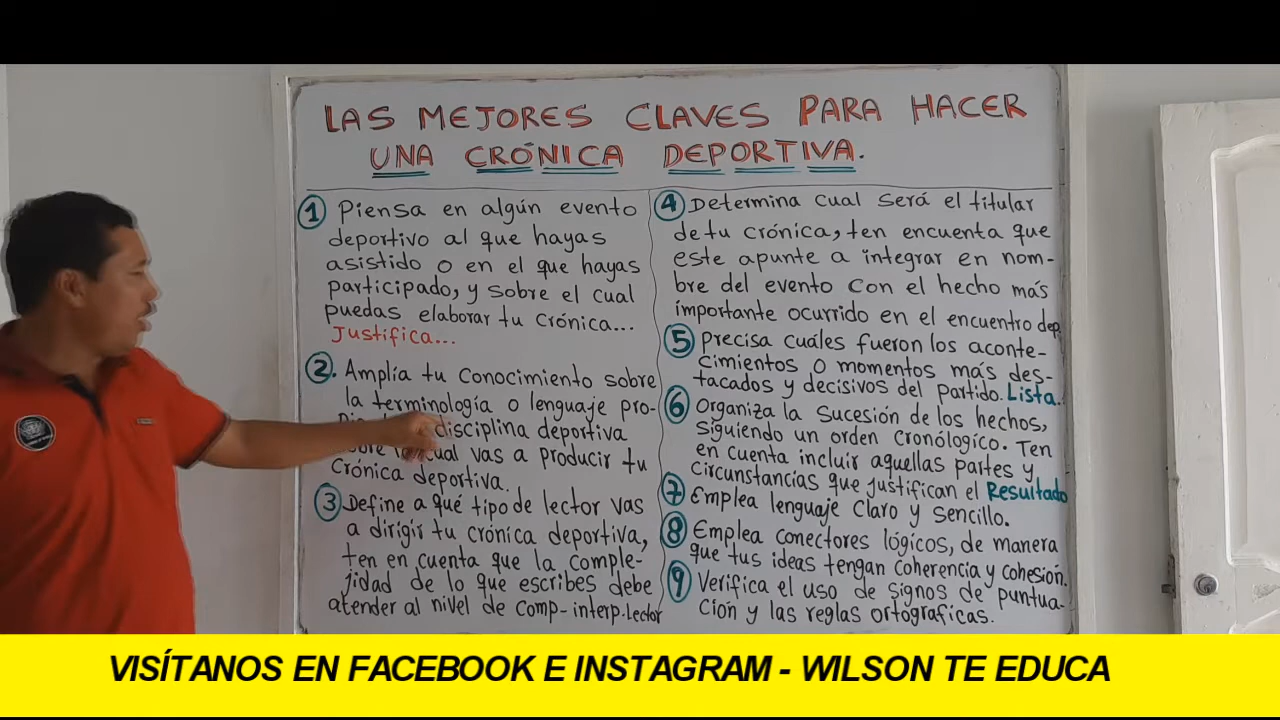 LAS MEJORES CLAVES PARA HACER
UNA CRÓNICA DEPORTIVA.
1 Piensa en algún evento
deportivo al que hayas
asistido o en el que hayas
participado, y sobre el cual
puedas elaborar tu crónica...
Justifica...
2. Amplía tu conocimiento sobre
la terminología o lenguaje pro-
disciplina deportiva
sobre la cual vas a producir tu
crónica deportiva.
3 Define a qué tipo de lector vas
a dirigir tu crónica deportiva,
ten en cuenta que la comple-
jidad de lo que escribes debe
atender al nivel de comp-interp.lector
4 Determina cual será el titular
de tu crónica, ten encuenta que
este apunte a integrar en nom-
bre del evento con el hecho más
importante ocurrido en el encuentro dep.
5 Precisa cuáles fueron los aconte-
cimientos o momentos más des-
tacados y decisivos del partido. Lista.
6 Organiza la sucesión de los hechos,
siguiendo un orden cronológico. Ten
en cuenta incluir aquellas partes y
circunstancias que justifican el Resultado
7 Emplea lenguaje claro y sencillo.
8 Emplea conectores lógicos, de manera
que tus ideas tengan coherencia y cohesión.
9 Verifica el uso de signos de puntua-
ción y las reglas ortograficas.
VISÍTANOS EN FACEBOOK E INSTAGRAM - WILSON TE EDUCA